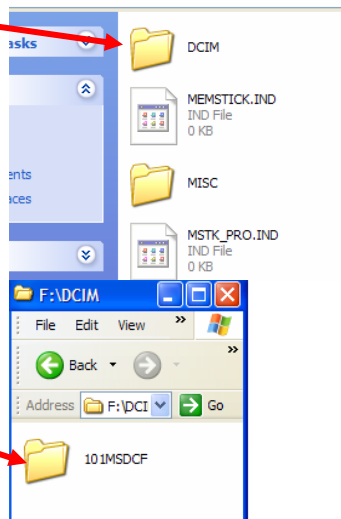 asks
DCIM
MEMSTICK.IND
IND File
0 KB
ents
aces
MISC
MSTK_PRO.IND
IND File
0 KB
F:\DCIM
File Edit View »
Back »
Address F:\DCI Go
101MSDCF